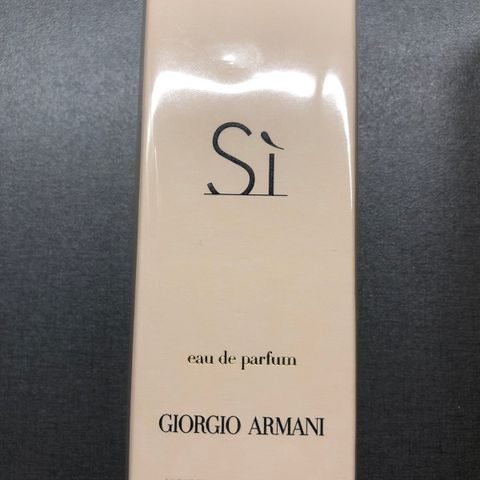 Sì
eau de parfum
GIORGIO ARMANI